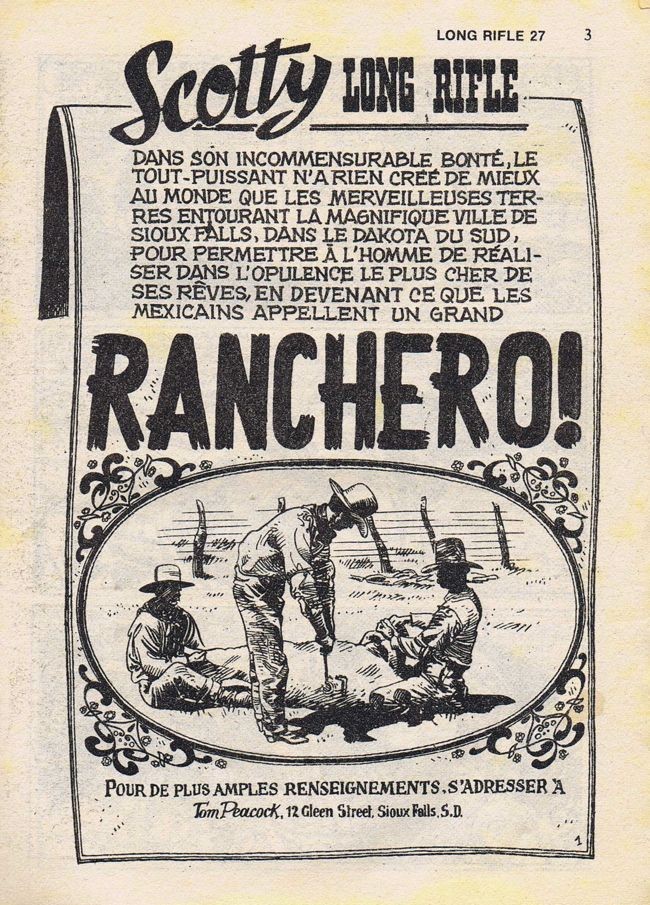 LONG RIFLE 27 3
Scotty LONG RIFLE
DANS SON INCOMMENSURABLE BONTÉ, LE
TOUT-PUISSANT N'A RIEN CRÉÉ DE MIEUX
AU MONDE QUE LES MERVEILLEUSES TER-
RES ENTOURANT LA MAGNIFIQUE VILLE DE
SIOUX FALLS, DANS LE DAKOTA DU SUD,
POUR PERMETTRE À L'HOMME DE RÉALI-
SER DANS L'OPULENCE LE PLUS CHER DE
SES RÊVES, EN DEVENANT CE QUE LES
MEXICAINS APPELLENT UN GRAND
RANCHERO!
POUR DE PLUS AMPLES RENSEIGNEMENTS, S'ADRESSER À
Tom Peacock, 12 Gleen Street, Sioux Falls, S.D.
1